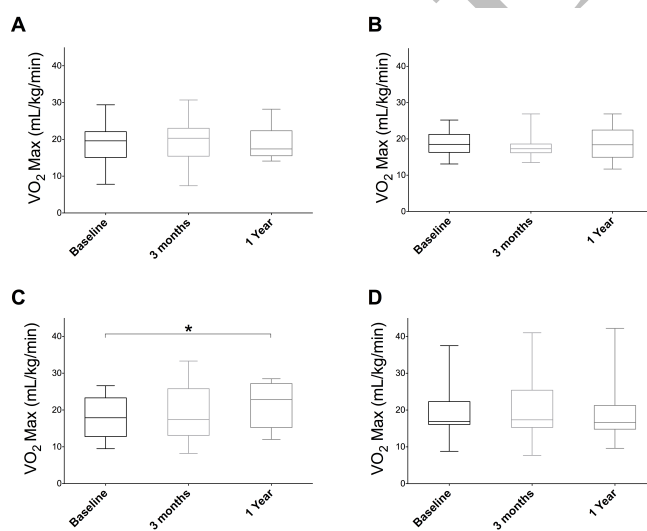 A
VO2 Max (mL/kg/min)
40
30
20
10
0
Baseline
3 months
1 Year
B
VO2 Max (mL/kg/min)
40
30
20
10
0
Baseline
3 months
1 Year
C
VO2 Max (mL/kg/min)
40
30
20
10
0
*
Baseline
3 months
1 Year
D
VO2 Max (mL/kg/min)
40
30
20
10
0
Baseline
3 months
1 Year